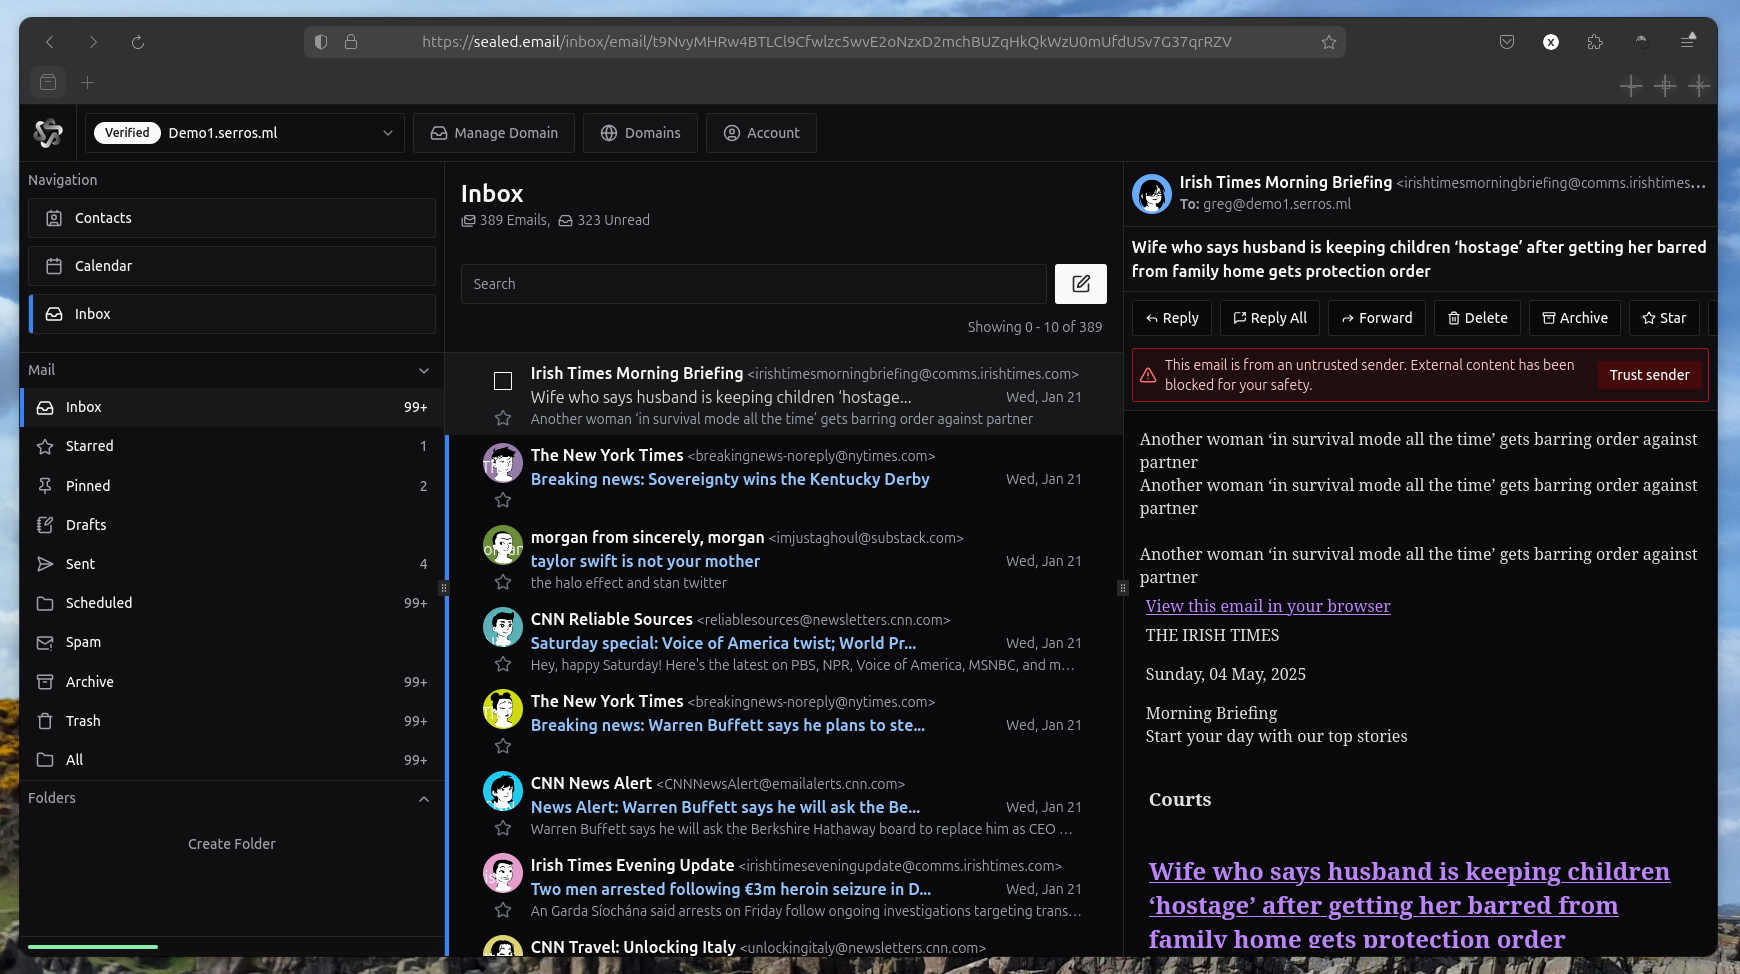 https://sealed.email/inbox/email/t9NvyMHRw4BTLCl9Cfwlzc5wvE2oNzxD2mchBUZqHkQkWzU0mUfdUSv7G37qrRZV
Verified Demo1.serros.ml
Manage Domain
Domains
Account
Navigation
Contacts
Calendar
Inbox
Mail
Inbox 99+
Starred 1
Pinned 2
Drafts
Sent 4
Scheduled 99+
Spam
Archive 99+
Trash 99+
All 99+
Folders
Create Folder
Inbox
389 Emails, 323 Unread
Search
Showing 0 - 10 of 389
Irish Times Morning Briefing <irishtimesmorningbriefing@comms.irishtimes.com>
Wife who says husband is keeping children ‘hostage... Wed, Jan 21
Another woman ‘in survival mode all the time’ gets barring order against partner
The New York Times <breakingnews-noreply@nytimes.com>
Breaking news: Sovereignty wins the Kentucky Derby Wed, Jan 21
morgan from sincerely, morgan <imjustaghoul@substack.com>
taylor swift is not your mother Wed, Jan 21
the halo effect and stan twitter
CNN Reliable Sources <reliablesources@newsletters.cnn.com>
Saturday special: Voice of America twist; World Pr... Wed, Jan 21
Hey, happy Saturday! Here's the latest on PBS, NPR, Voice of America, MSNBC, and m...
The New York Times <breakingnews-noreply@nytimes.com>
Breaking news: Warren Buffett says he plans to ste... Wed, Jan 21
CNN News Alert <CNNNewsAlert@emailalerts.cnn.com>
News Alert: Warren Buffett says he will ask the Be... Wed, Jan 21
Warren Buffett says he will ask the Berkshire Hathaway board to replace him as CEO ...
Irish Times Evening Update <irishtimeseveningupdate@comms.irishtimes.com>
Two men arrested following €3m heroin seizure in D... Wed, Jan 21
An Garda Síochána said arrests on Friday follow ongoing investigations targeting trans...
CNN Travel: Unlocking Italy <unlockingitaly@newsletters.cnn.com>
Irish Times Morning Briefing <irishtimesmorningbriefing@comms.irishtimes...
To: greg@demo1.serros.ml
Wife who says husband is keeping children ‘hostage’ after getting her barred
from family home gets protection order
Reply
Reply All
Forward
Delete
Archive
Star
This email is from an untrusted sender. External content has been
blocked for your safety.
Trust sender
Another woman ‘in survival mode all the time’ gets barring order against
partner
Another woman ‘in survival mode all the time’ gets barring order against
partner
Another woman ‘in survival mode all the time’ gets barring order against
partner
View this email in your browser
THE IRISH TIMES
Sunday, 04 May, 2025
Morning Briefing
Start your day with our top stories
Courts
Wife who says husband is keeping children
‘hostage’ after getting her barred from
family home gets protection order